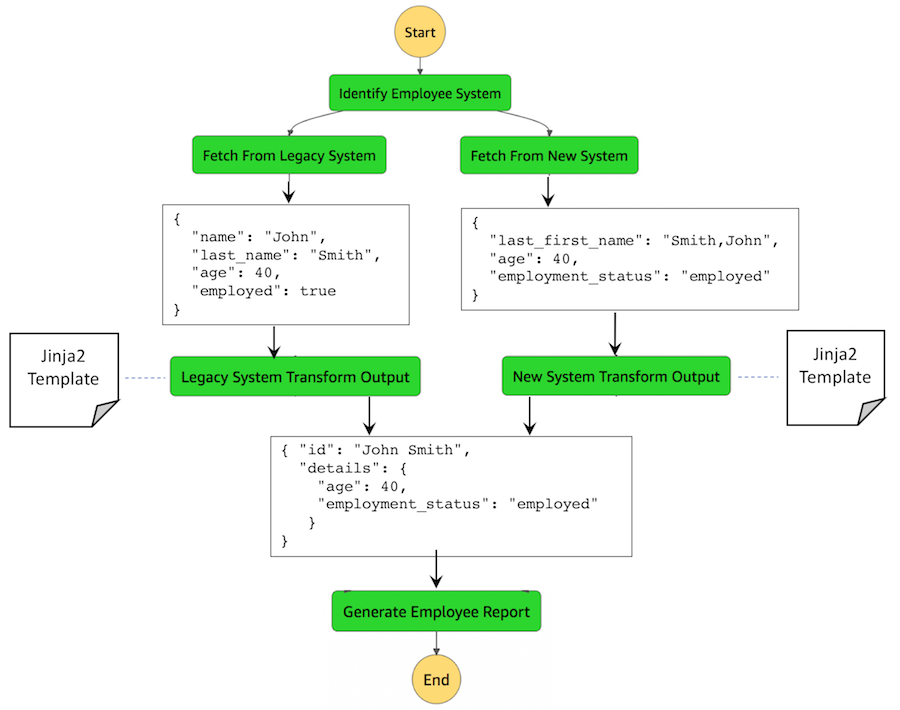 Start
Identify Employee System
Fetch From Legacy System
Fetch From New System
{
"name": "John",
"last_name": "Smith",
"age": 40,
"employed": true
}
{
"last_first_name": "Smith,John",
"age": 40,
"employment_status": "employed"
}
Jinja2
Template
Legacy System Transform Output
New System Transform Output
Jinja2
Template
{ "id": "John Smith",
"details": {
"age": 40,
"employment_status": "employed"
}
}
Generate Employee Report
End